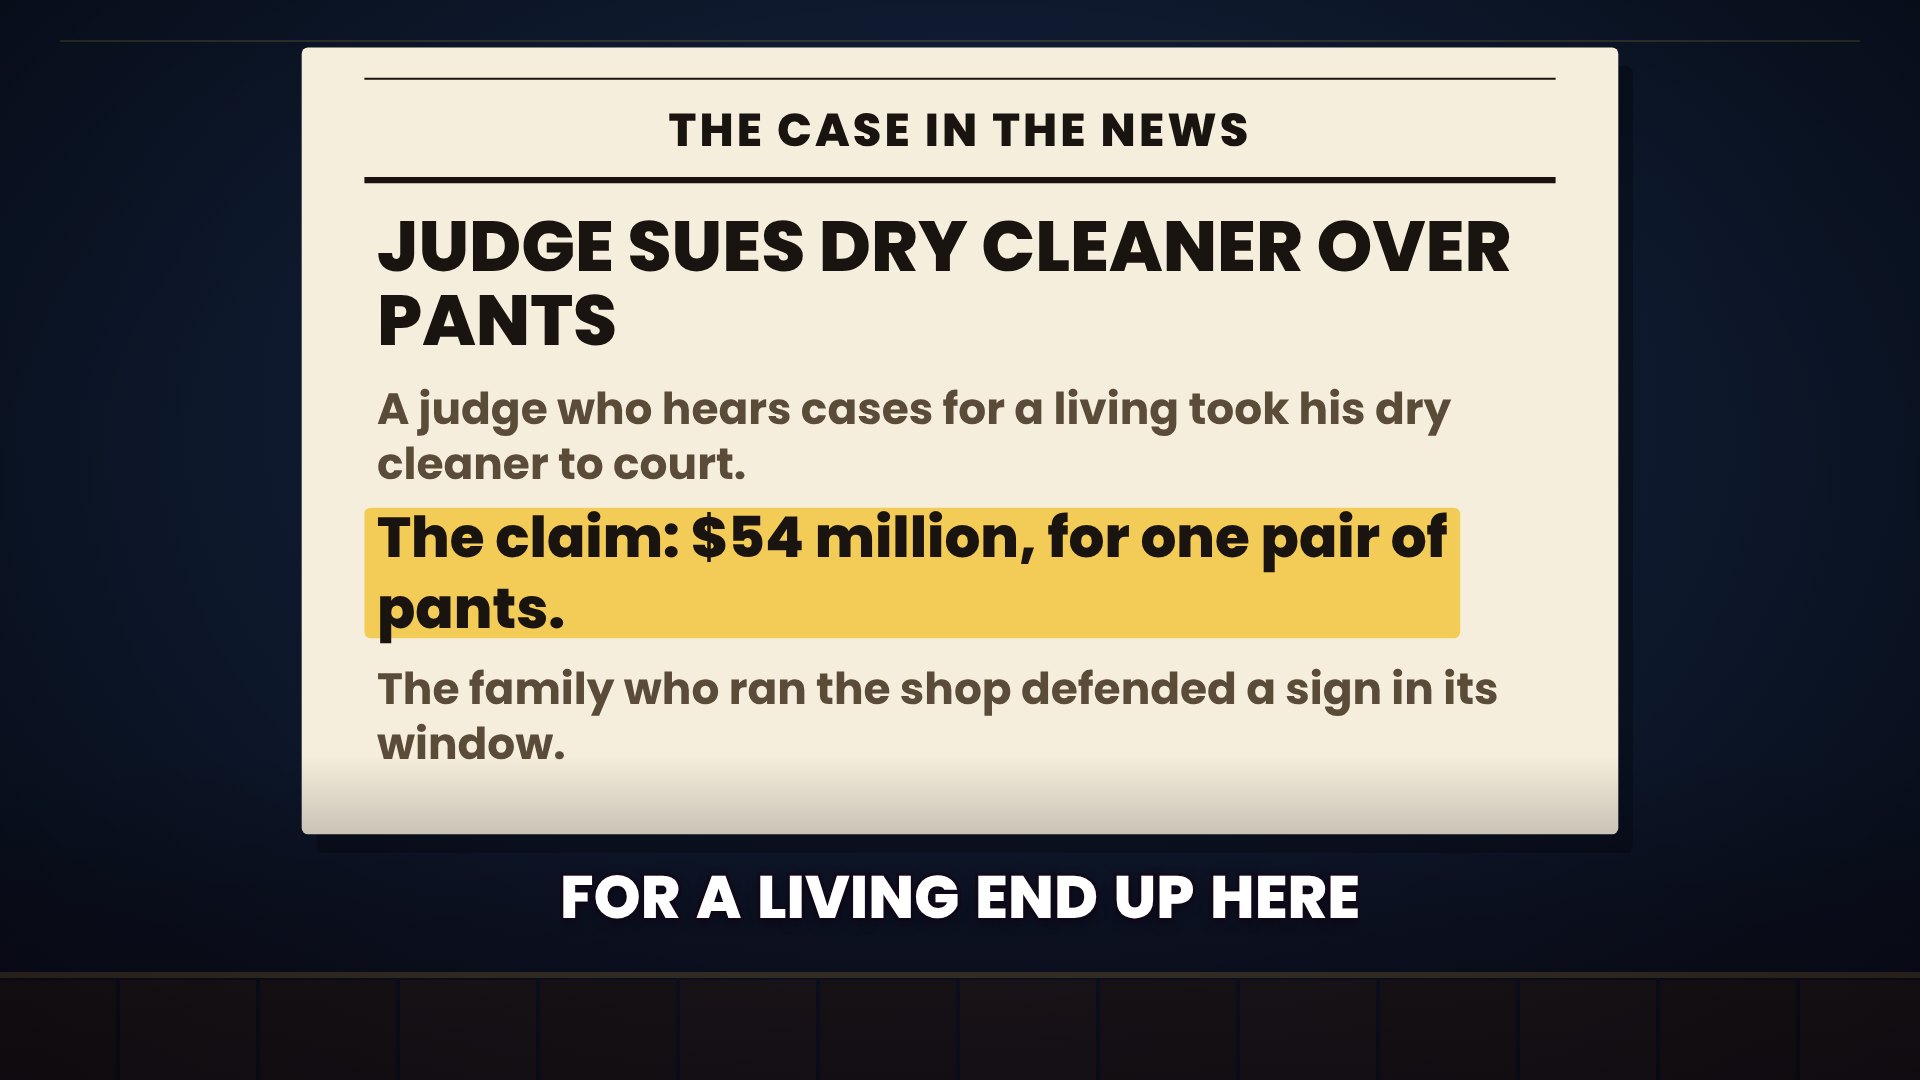 THE CASE IN THE NEWS
JUDGE SUES DRY CLEANER OVER
PANTS
A judge who hears cases for a living took his dry
cleaner to court.
The claim: $54 million, for one pair of
pants.
The family who ran the shop defended a sign in its
window.
FOR A LIVING END UP HERE